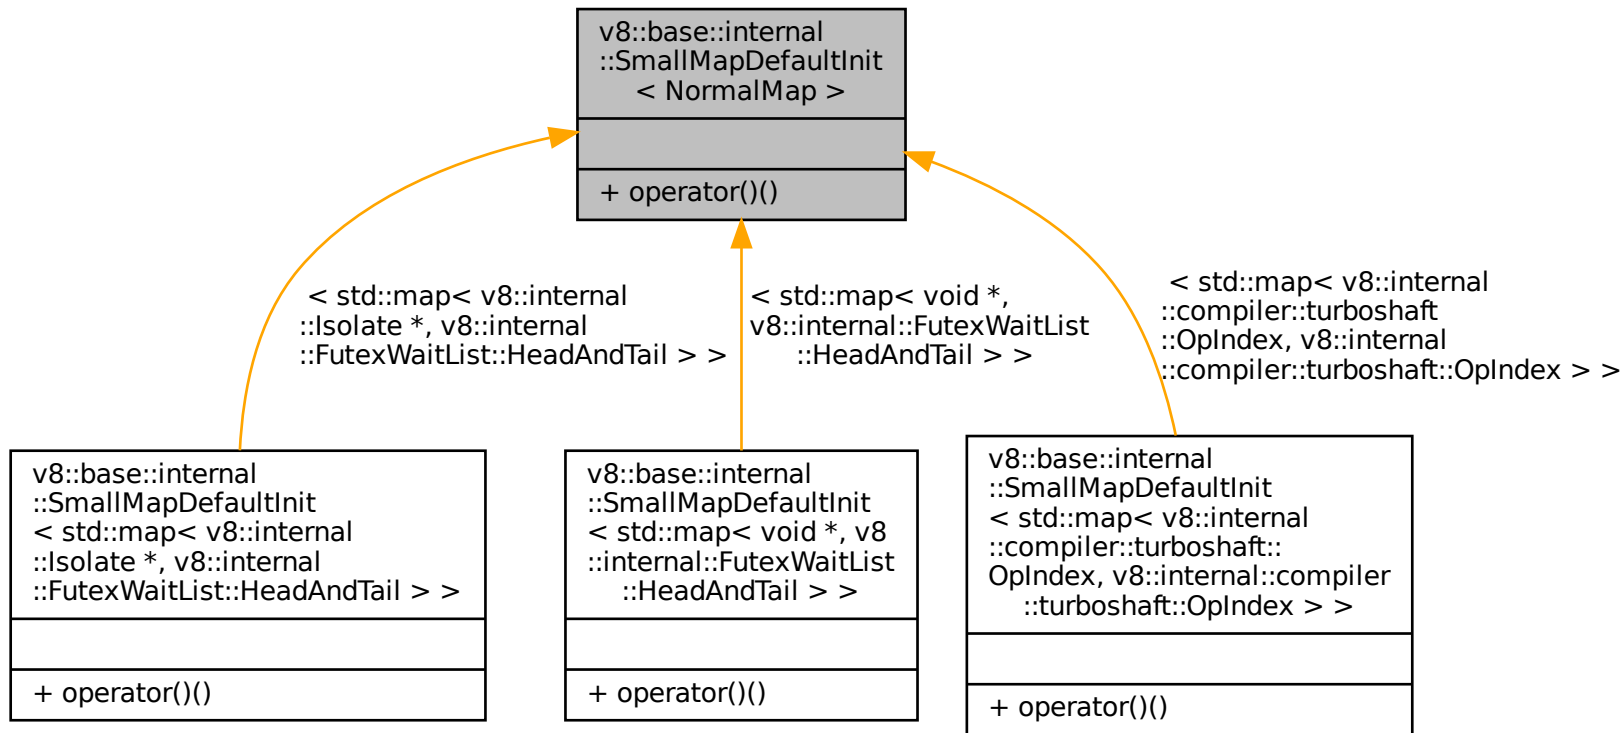 v8::base::internal
::SmallMapDefaultInit
< NormalMap >
+ operator()()
< std::map< v8::internal
::Isolate *, v8::internal
::FutexWaitList::HeadAndTail > >
< std::map< void *,
v8::internal::FutexWaitList
::HeadAndTail > >
< std::map< v8::internal
::compiler::turboshaft
::OpIndex, v8::internal
::compiler::turboshaft::OpIndex > >
v8::base::internal
::SmallMapDefaultInit
< std::map< v8::internal
::Isolate *, v8::internal
::FutexWaitList::HeadAndTail > >
+ operator()()
v8::base::internal
::SmallMapDefaultInit
< std::map< void *, v8
::internal::FutexWaitList
::HeadAndTail > >
+ operator()()
v8::base::internal
::SmallMapDefaultInit
< std::map< v8::internal
::compiler::turboshaft::
OpIndex, v8::internal::compiler
::turboshaft::OpIndex > >
+ operator()()